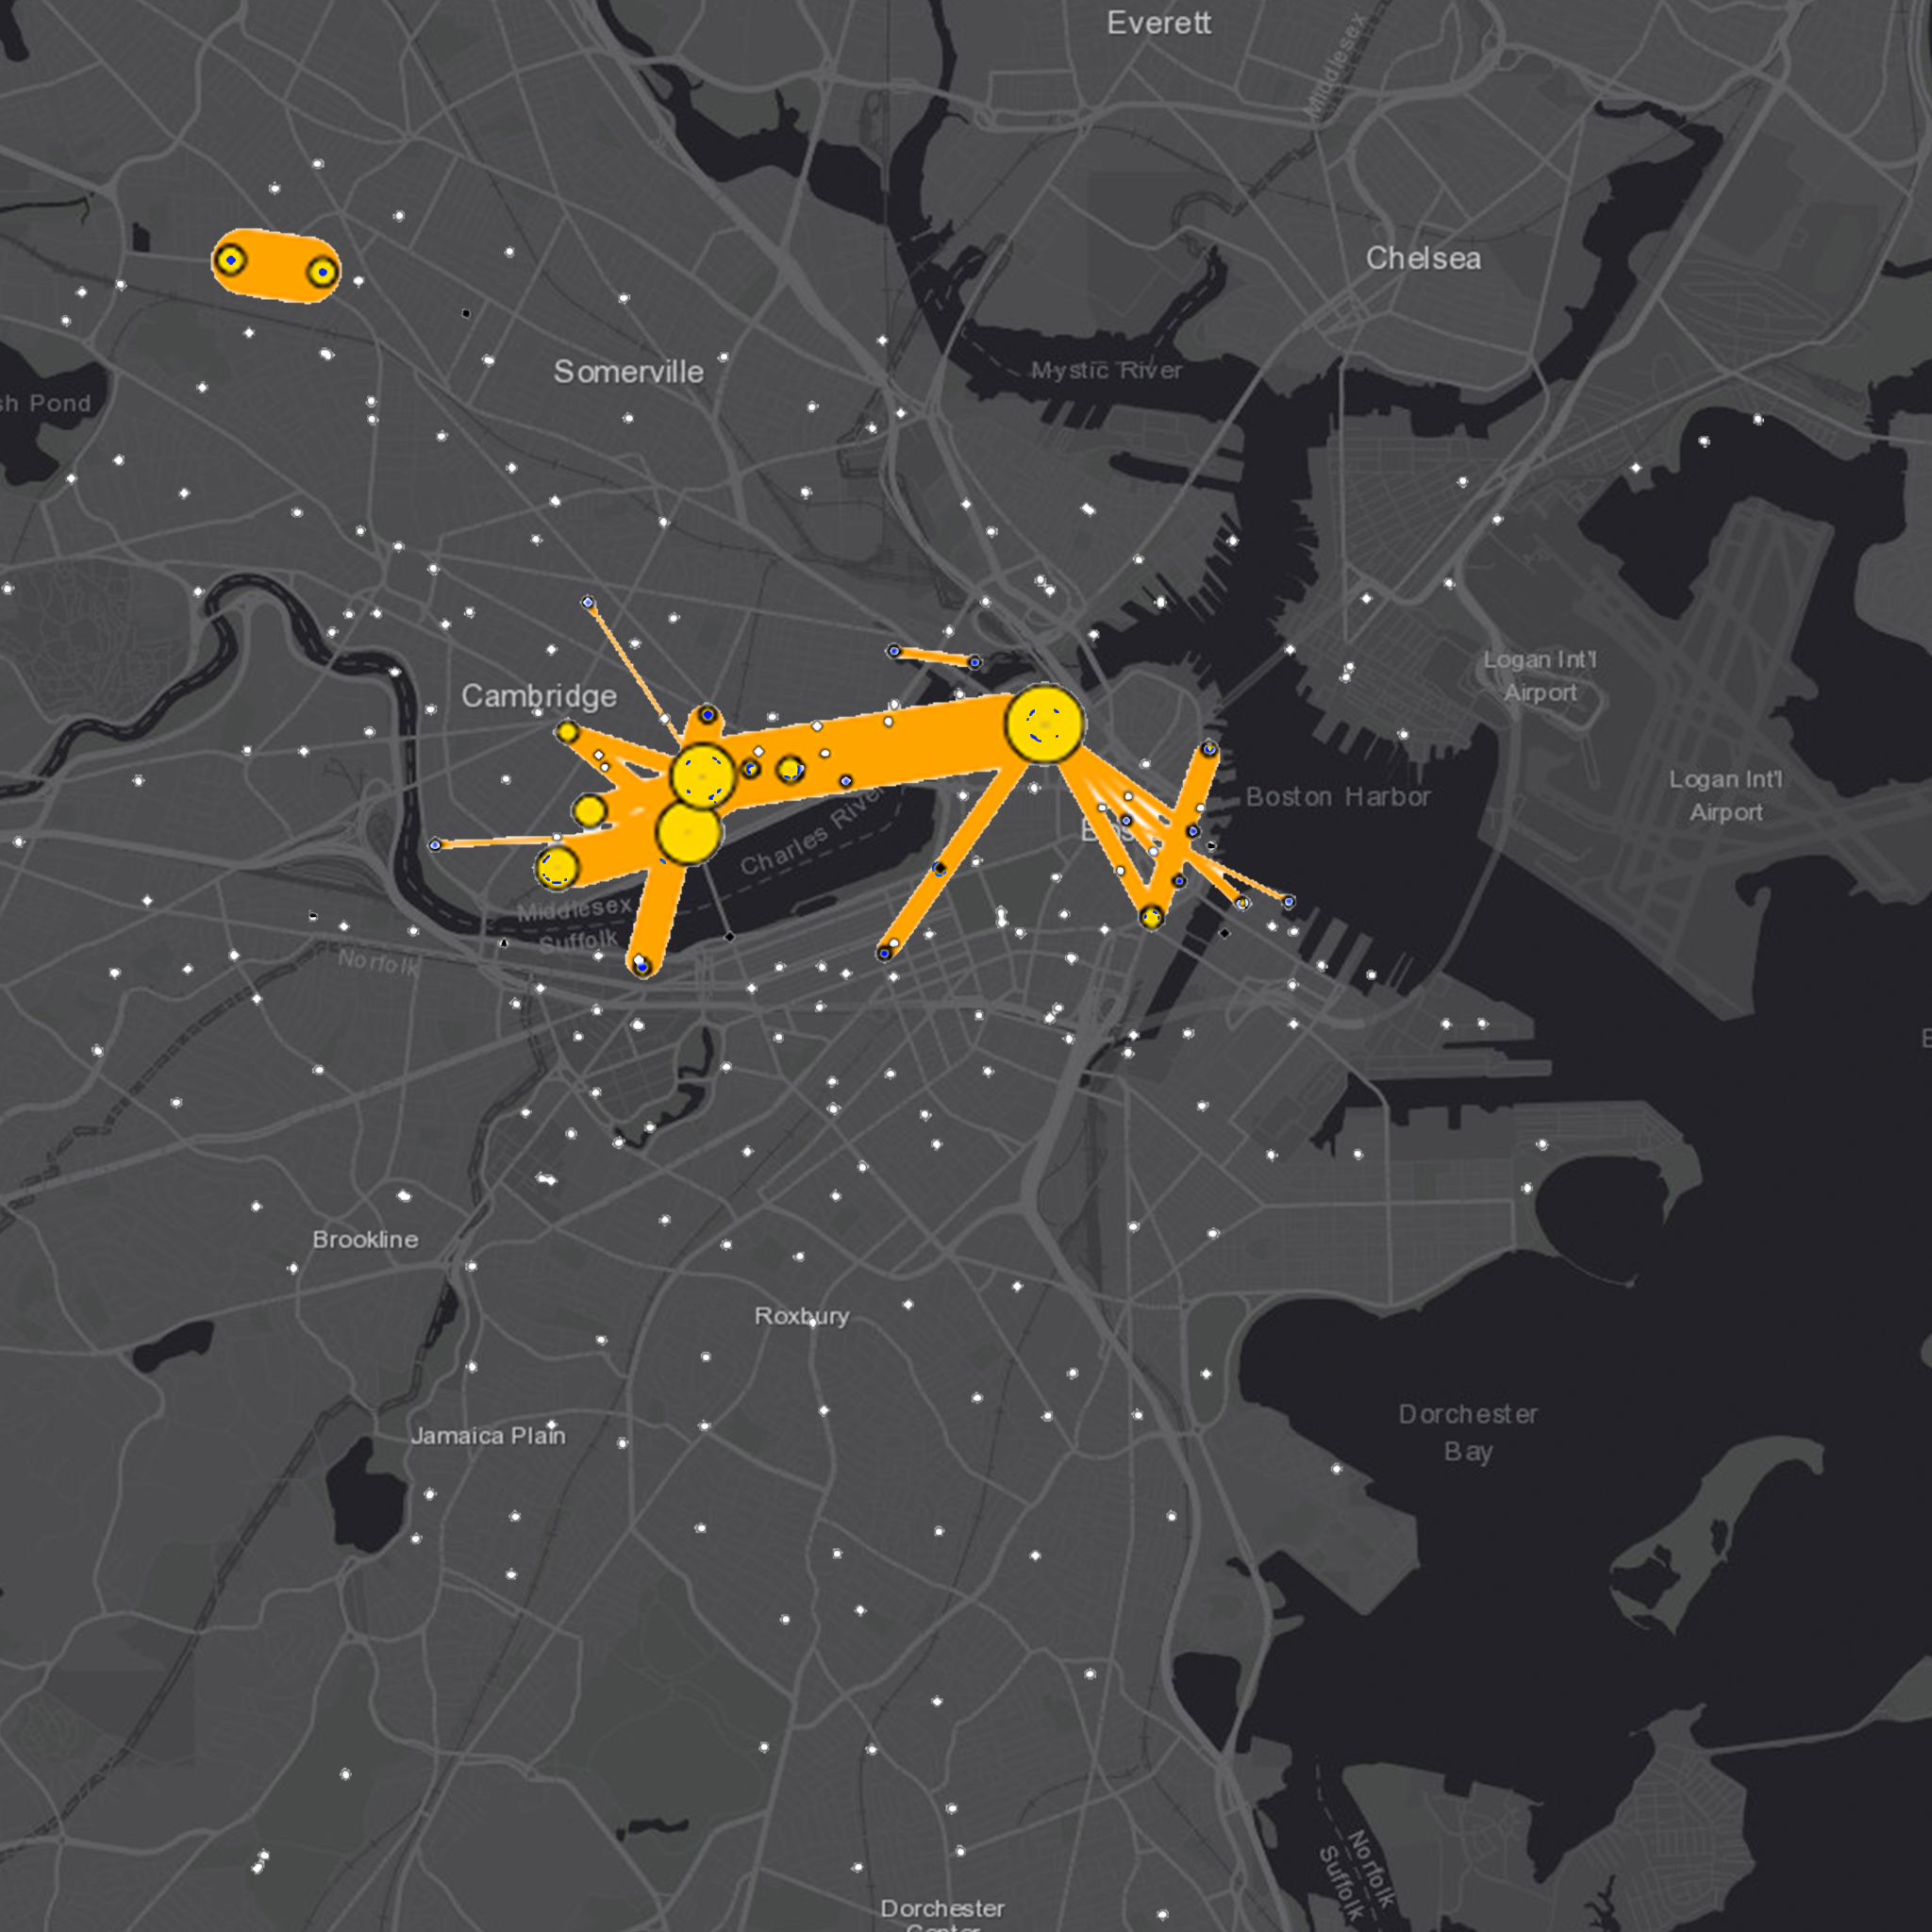 Everett
Middlesex
Chelsea
Somerville
Mystic River
sh Pond
Logan Int'l
Airport
Cambridge
Logan Int'l
Airport
Boston Harbor
Charles River
Middlesex
Suffolk
Norfolk
Brookline
Roxbury
Dorchester
Bay
Jamaica Plain
Norfolk
Suffolk
Dorchester
Center